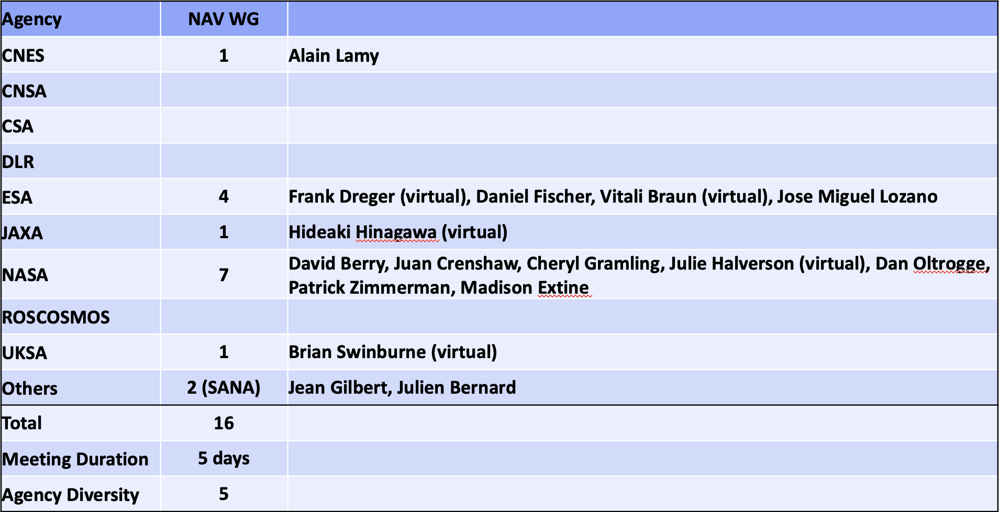 Agency NAV WG
CNES 1 Alain Lamy
CNSA
CSA
DLR
ESA 4 Frank Dreger (virtual), Daniel Fischer, Vitali Braun (virtual), Jose Miguel Lozano
JAXA 1 Hideaki Hinagawa (virtual)
NASA 7 David Berry, Juan Crenshaw, Cheryl Gramling, Julie Halverson (virtual), Dan Oltrogge,
Patrick Zimmerman, Madison Extine
ROSCOSMOS
UKSA 1 Brian Swinburne (virtual)
Others 2 (SANA) Jean Gilbert, Julien Bernard
Total 16
Meeting Duration 5 days
Agency Diversity 5